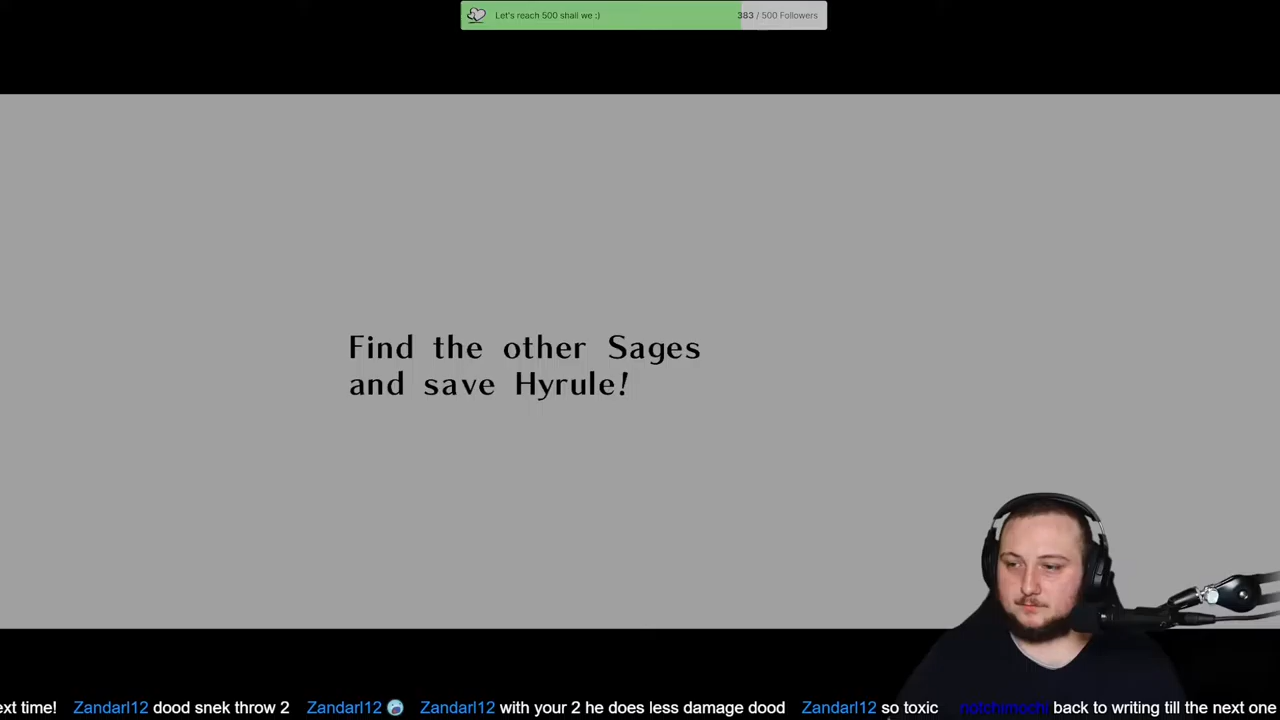 Let's reach 500 shall we :)
383 / 500 Followers
Find the other Sages
and save Hyrule!
ext time! Zandarl12 dood snek throw 2 Zandarl12 Zandarl12 with your 2 he does less damage dood Zandarl12 so toxic notchimochi back to writing till the next one